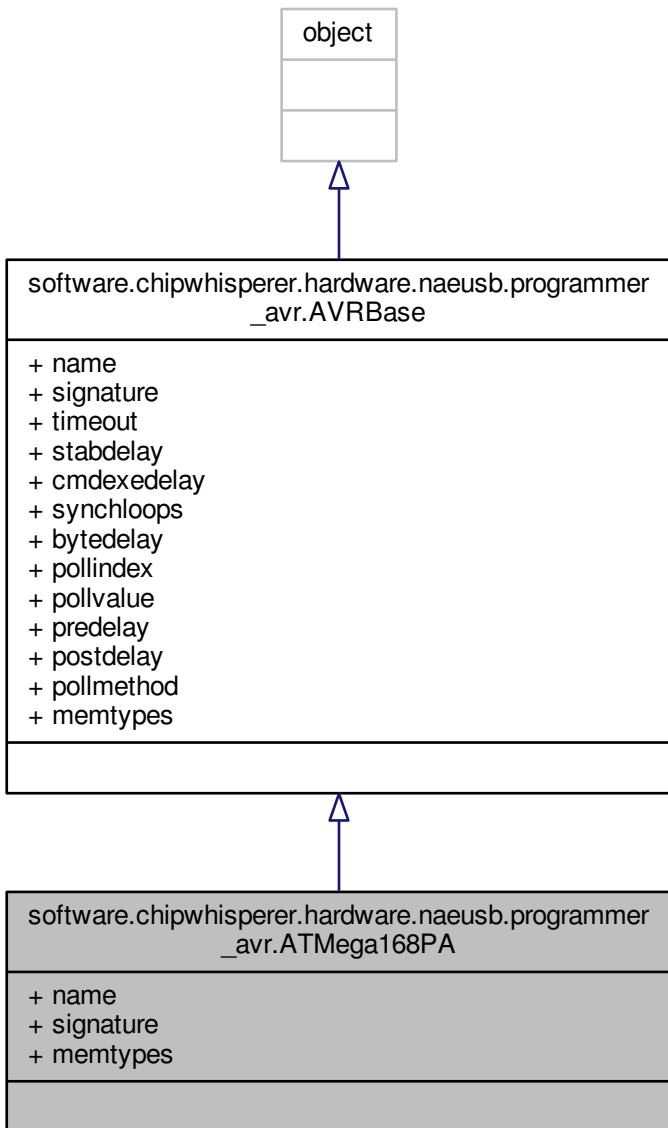 object
software.chipwhisperer.hardware.naeusb.programmer
_avr.AVRBase
+ name
+ signature
+ timeout
+ stabdelay
+ cmdexedelay
+ synchloops
+ bytedelay
+ pollindex
+ pollvalue
+ predelay
+ postdelay
+ pollmethod
+ memtypes
software.chipwhisperer.hardware.naeusb.programmer
_avr.ATMega168PA
+ name
+ signature
+ memtypes